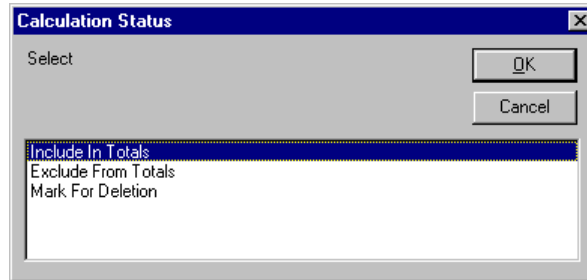 Calculation Status
Select
OK
Cancel
Include In Totals
Exclude From Totals
Mark For Deletion